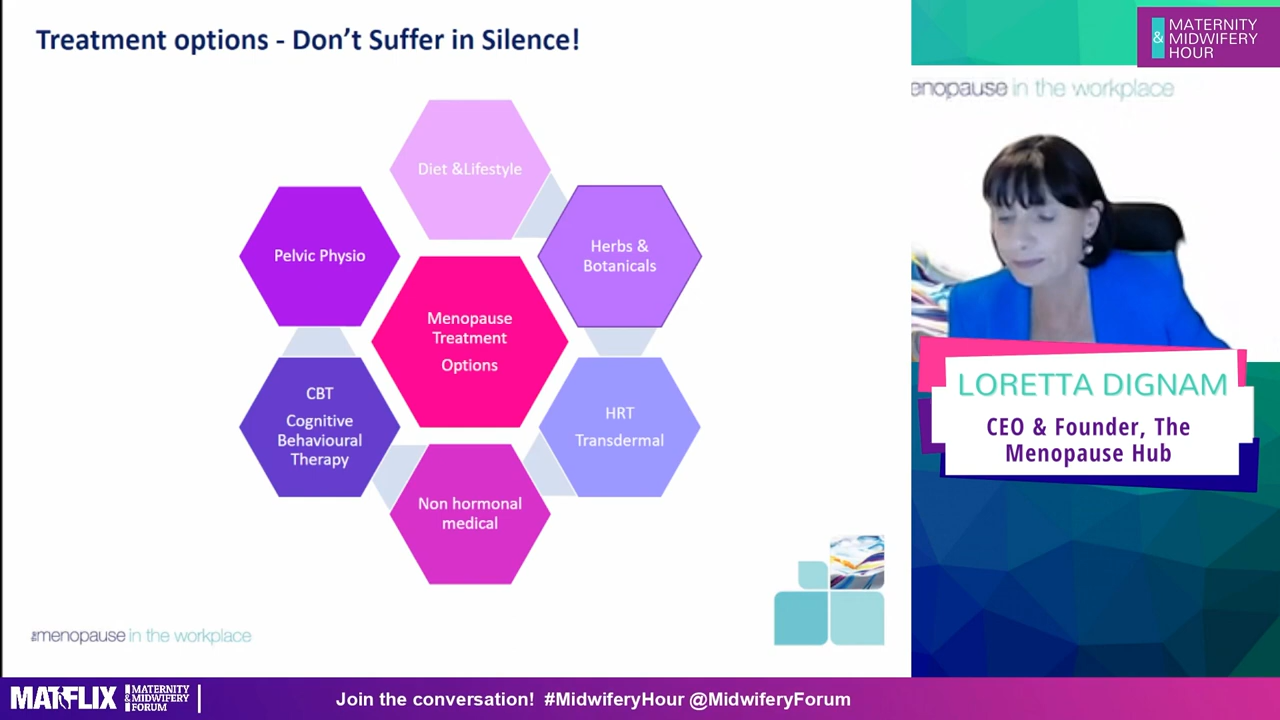 Treatment options - Don't Suffer in Silence!
Diet &Lifestyle
Pelvic Physio
Herbs &
Botanicals
Menopause
Treatment
Options
CBT
Cognitive
Behavioural
Therapy
HRT
Transdermal
Non hormonal
medical
the menopause in the workplace
MATERNITY
&
MIDWIFERY
HOUR
enopause in the workplace
LORETTA DIGNAM
CEO & Founder, The
Menopause Hub
MATFLIX
MATERNITY
& MIDWIFERY
FORUM
Join the conversation! #MidwiferyHour @MidwiferyForum